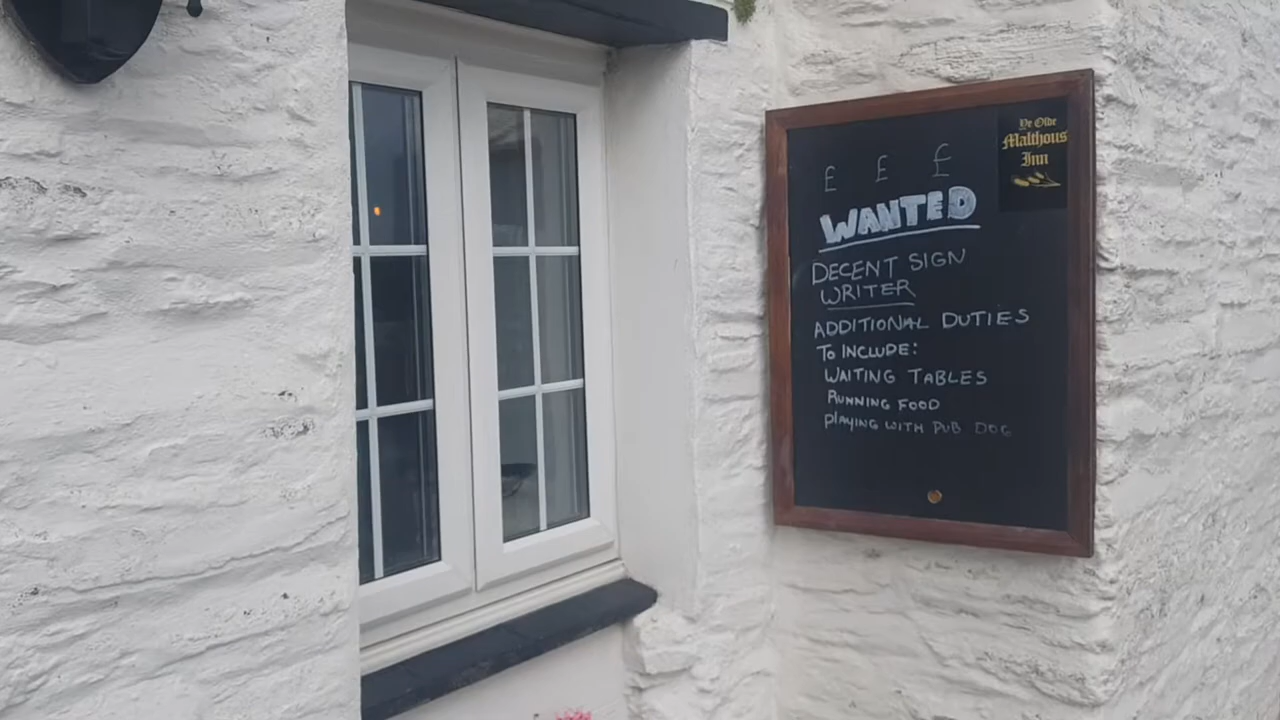 Ye Olde
Malthous
Inn
£ £ £
WANTED
DECENT SIGN
WRITER
ADDITIONAL DUTIES
TO INCLUDE:
WAITING TABLES
RUNNING FOOD
PLAYING WITH PUB DOG